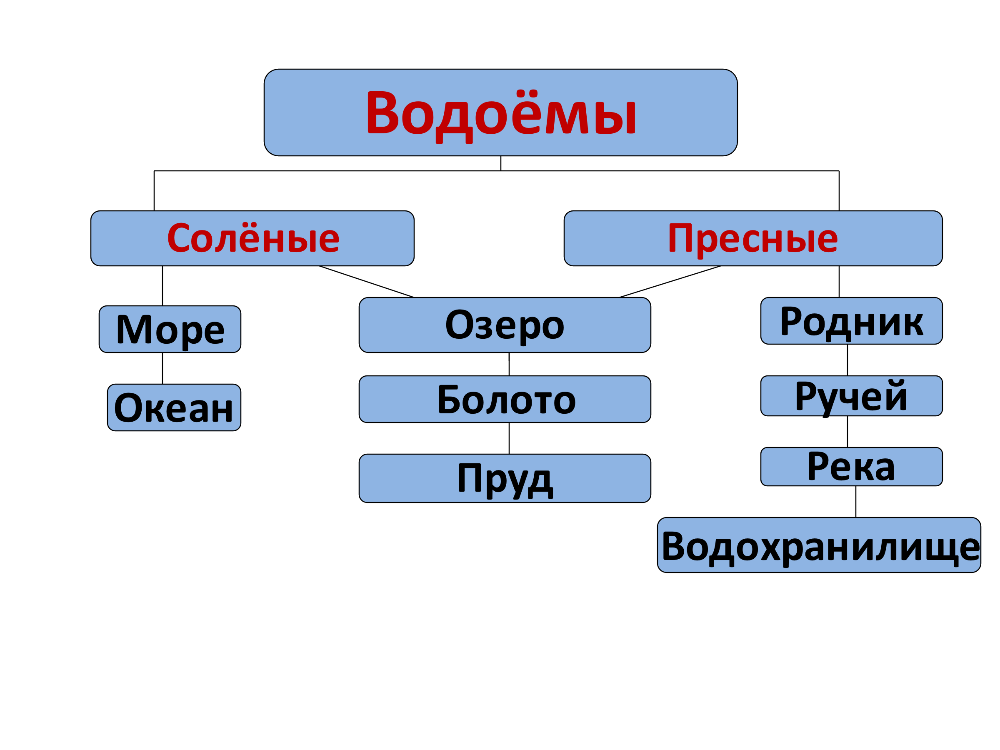 Водоёмы
Солёные
Пресные
Море
Озеро
Родник
Океан
Болото
Ручей
Пруд
Река
Водохранилище